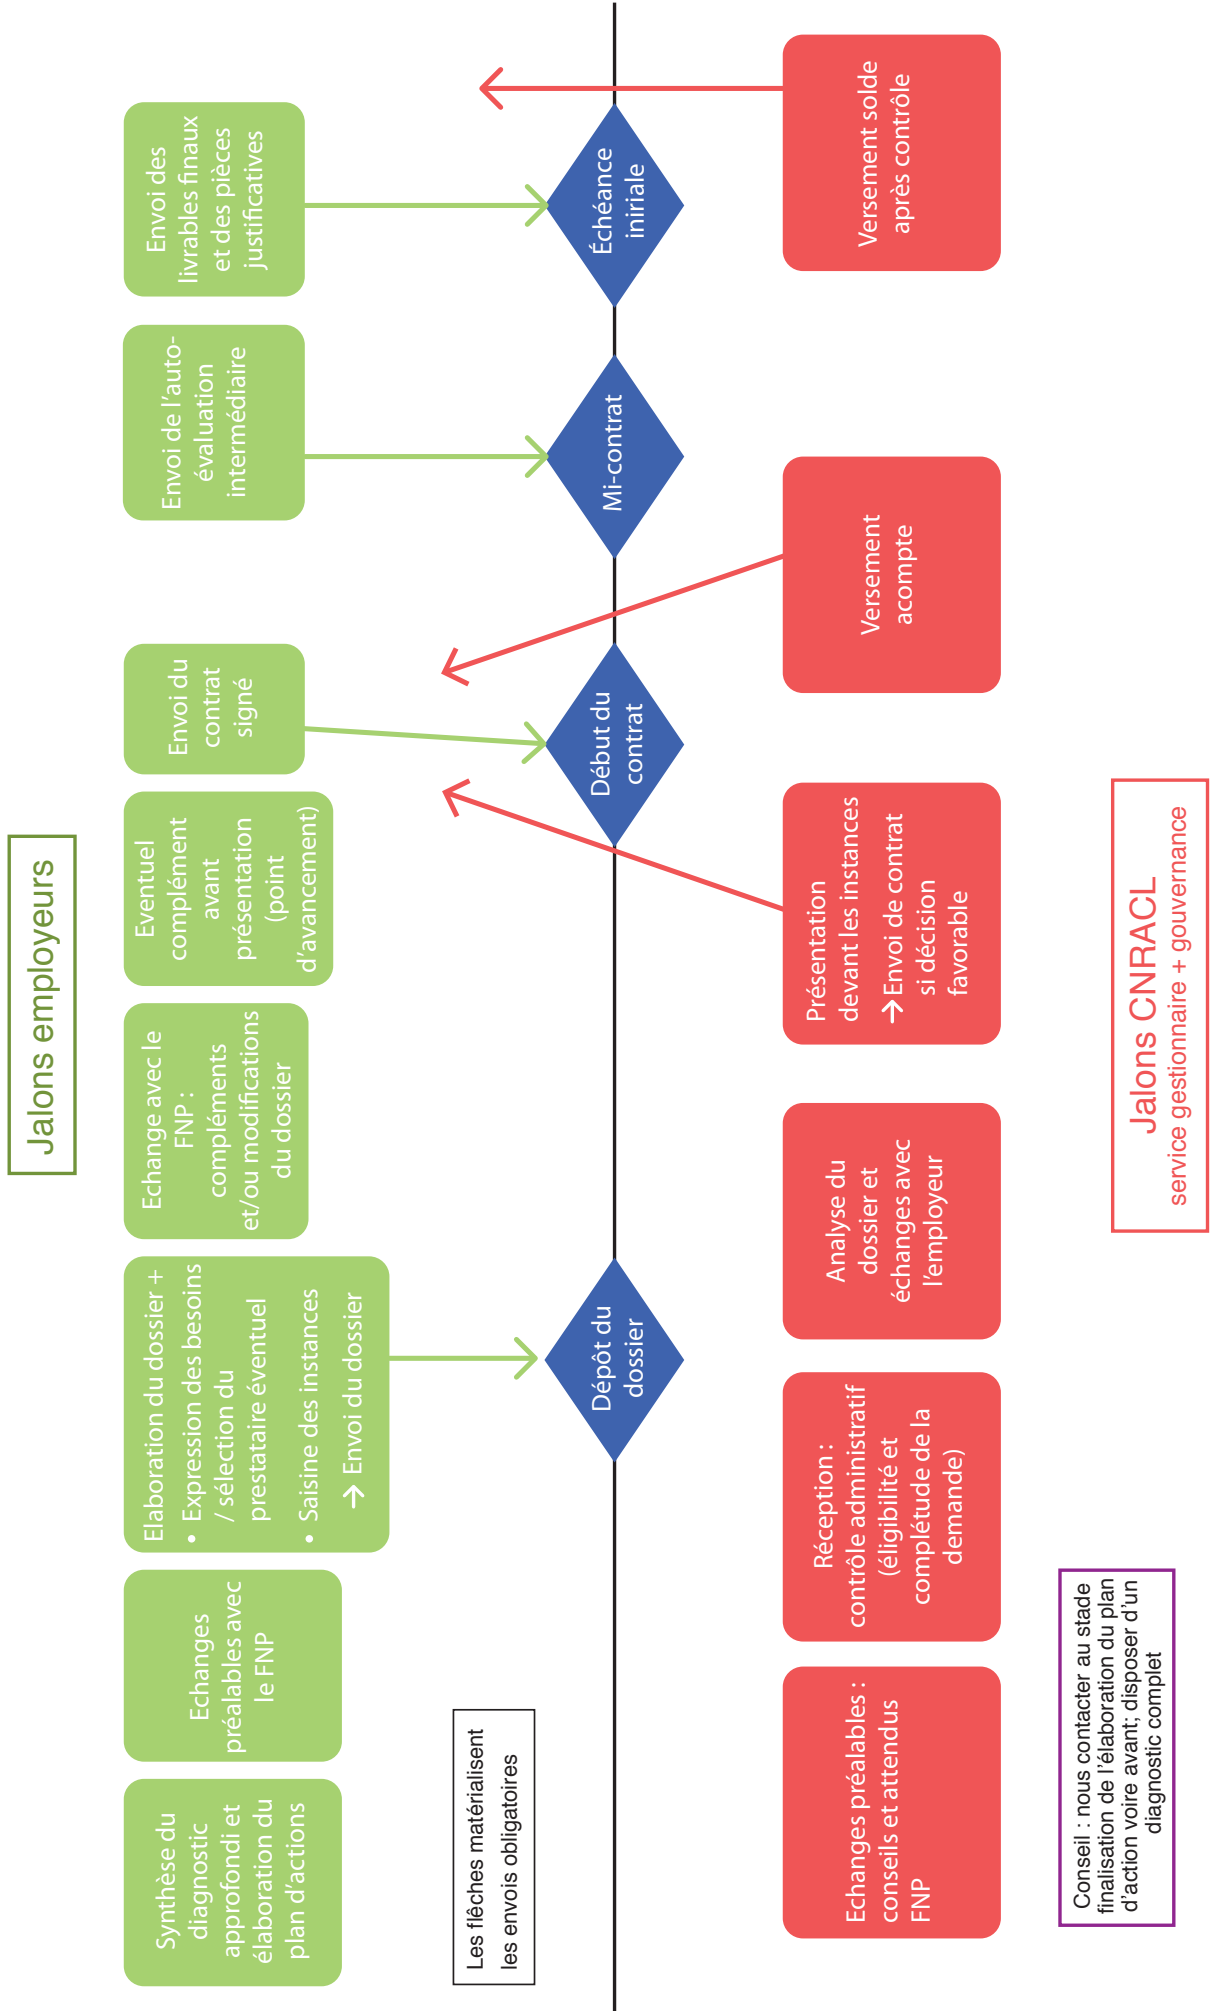 Jalons employeurs
Synthèse du
diagnostic
approfondi et
élaboration du
plan d’actions
Echanges
préalables avec
le FNP
Elaboration du dossier +
• Expression des besoins
/ sélection du
prestataire éventuel
• Saisine des instances
→ Envoi du dossier
Echange avec le
FNP :
compléments
et/ou modifications
du dossier
Eventuel
complément
avant
présentation
(point
d’avancement)
Envoi du
contrat
signé
Envoi de l’auto-
évaluation
intermédiaire
Envoi des
livrables finaux
et des pièces
justificatives
Les flêches matérialisent
les envois obligatoires
Dépôt du
dossier
Début du
contrat
Mi-contrat
Échéance
iniriale
Echanges préalables :
conseils et attendus
FNP
Réception :
contrôle administratif
(éligibilité et
complétude de la
demande)
Analyse du
dossier et
échanges avec
l’employeur
Présentation
devant les instances
→ Envoi de contrat
si décision
favorable
Versement
acompte
Versement solde
après contrôle
Conseil : nous contacter au stade
finalisation de l’élaboration du plan
d’action voire avant; disposer d’un
diagnostic complet
Jalons CNRACL
service gestionnaire + gouvernance